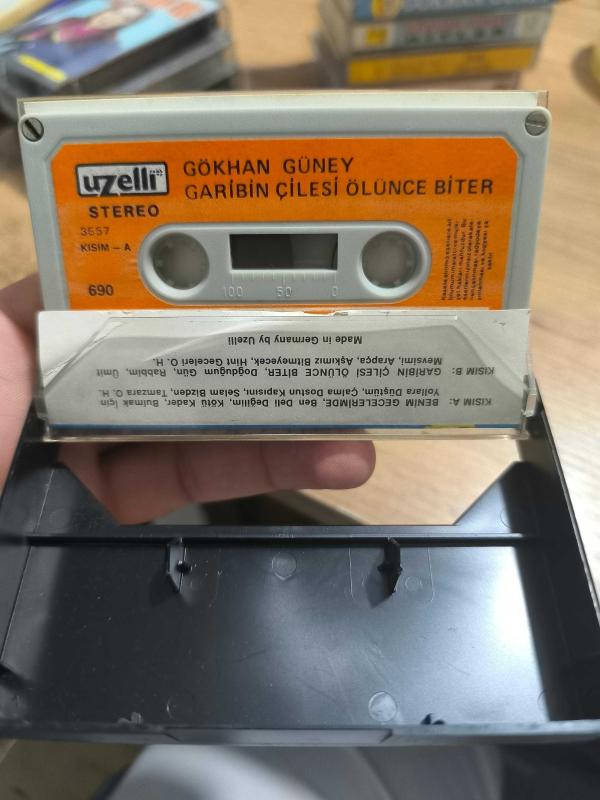 uzelli
STEREO
3557
KISIM – A
690
GÖKHAN GÜNEY
GARİBİN ÇİLESİ ÖLÜNCE BİTER
100 50 0
KISIM A: BENİM GECELERİMDE, Ben Deli Değilim, Kötü Kader, Bulmak İçin
Yollara Düştüm, Çalma Dostun Kapısını, Selam Bizden, Tamzara O. H.
KISIM B: GARİBİN ÇİLESİ ÖLÜNCE BİTER, Doğduğum Gün, Rabbim, Ümit
Mevsimi, Arapça, Aşkımız Bitmeyecek, Hint Geceleri O. H.
Made in Germany by Uzelli